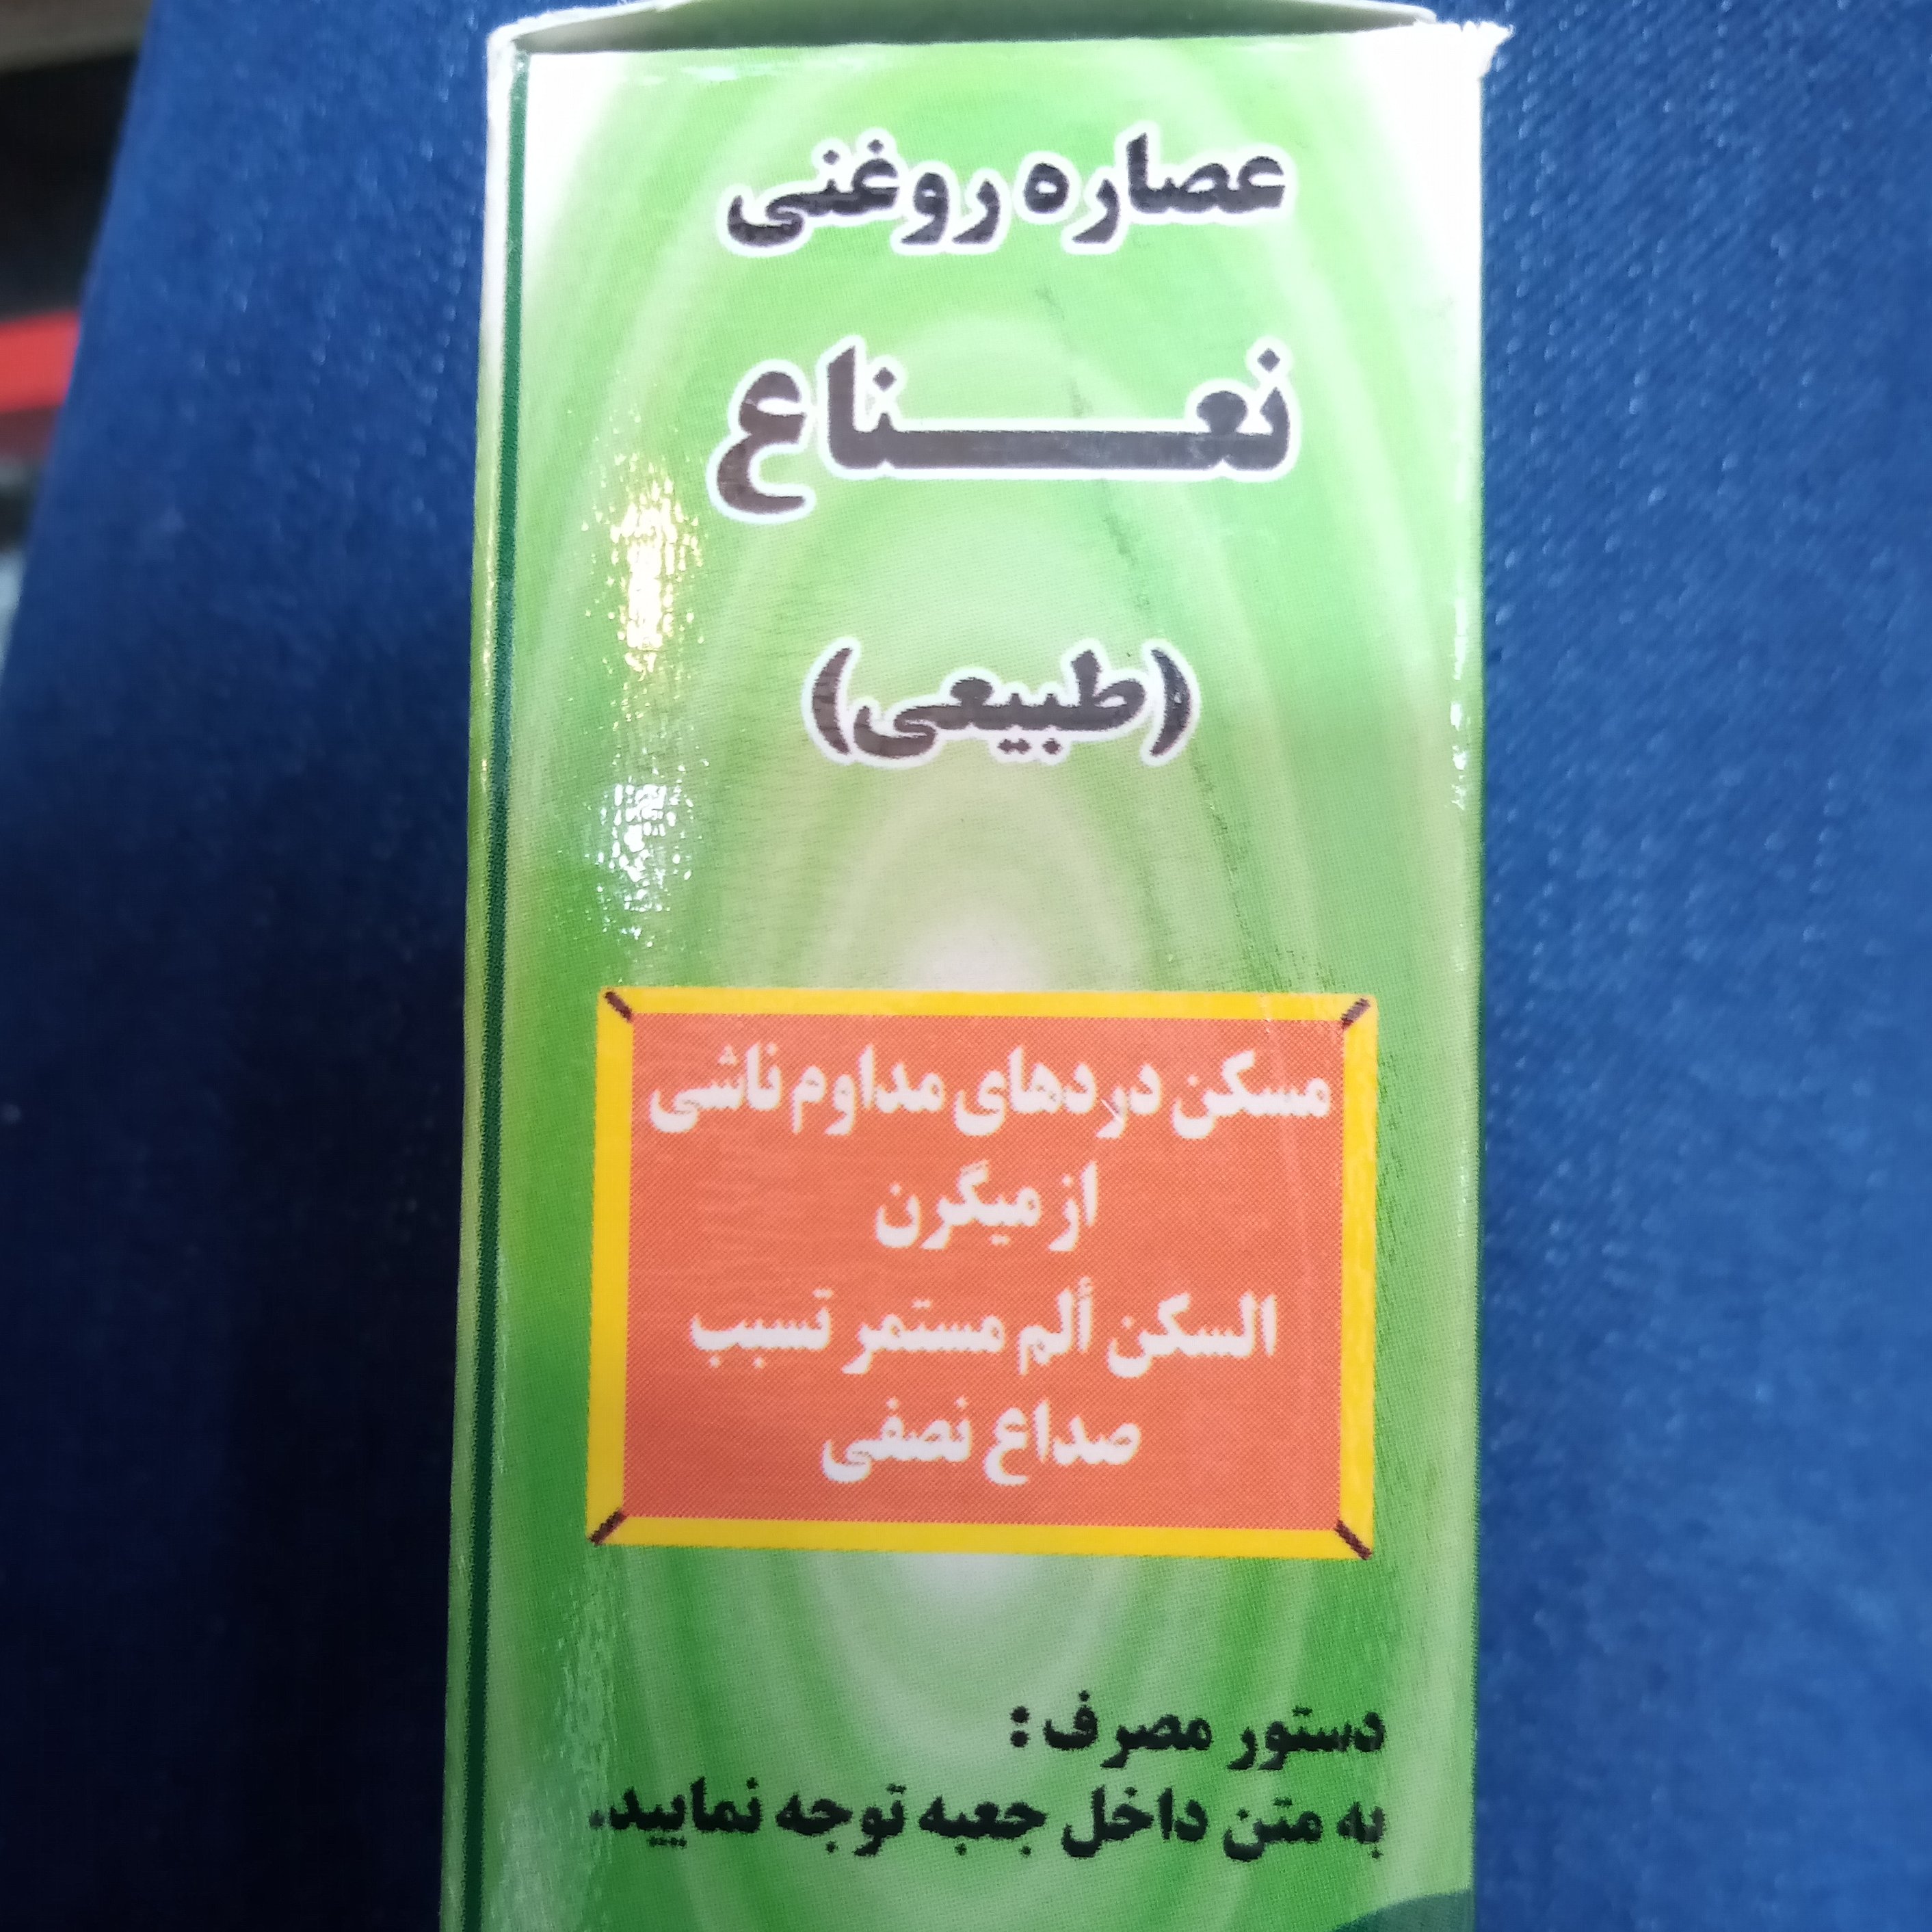 عصاره روغنی
نعناع
(طبیعی)
مسکن دردهای مداوم ناشی
از میگرن
السکن ألم مستمر تسبب
صداع نصفی
دستور مصرف :
به متن داخل جعبه توجه نمایید.